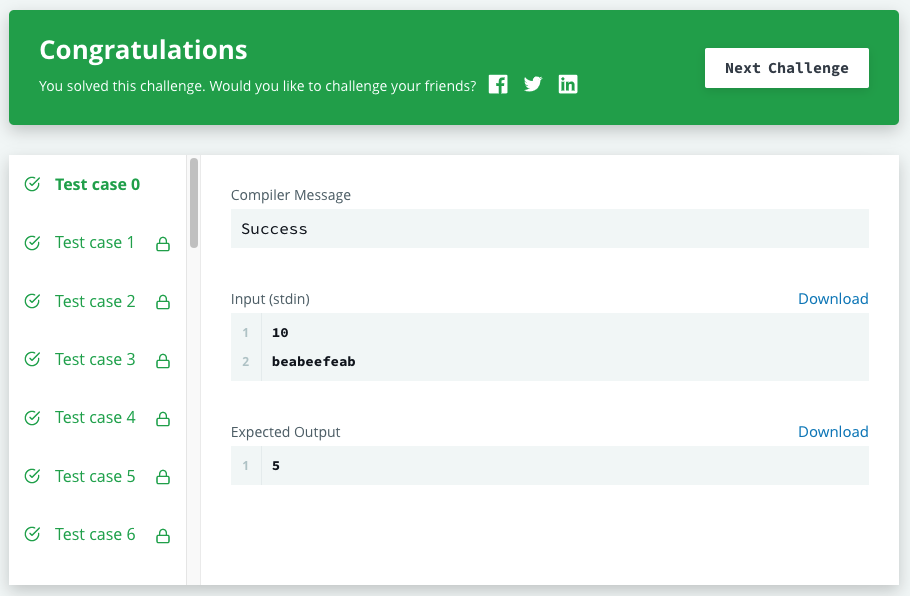 Congratulations
You solved this challenge. Would you like to challenge your friends?
Next Challenge
Test case 0
Test case 1
Test case 2
Test case 3
Test case 4
Test case 5
Test case 6
Compiler Message
Success
Input (stdin)
Download
1 10
2 beabeefeab
Expected Output
Download
1 5